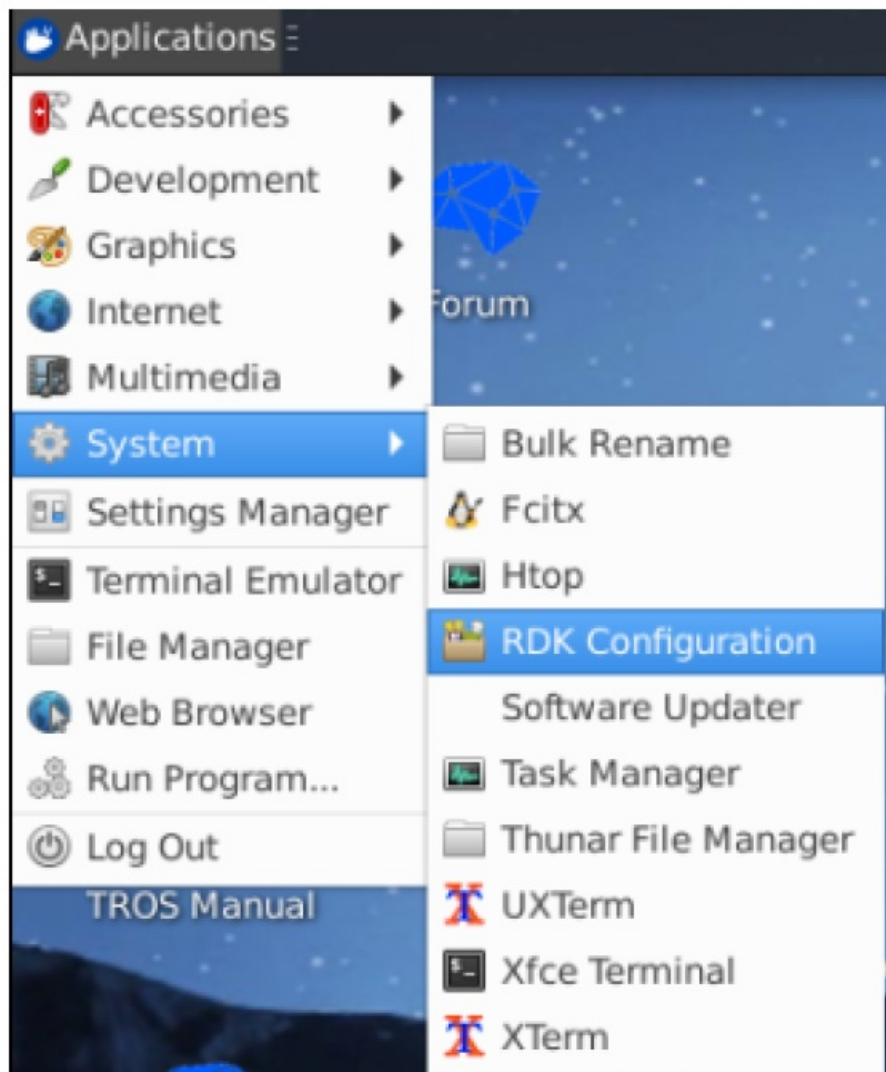 Applications
Accessories
Development
Graphics
Internet
Multimedia
System
Settings Manager
Terminal Emulator
File Manager
Web Browser
Run Program...
Log Out
Forum
Bulk Rename
Fcitx
Htop
RDK Configuration
Software Updater
Task Manager
Thunar File Manager
UXTerm
Xfce Terminal
XTerm
TROS Manual